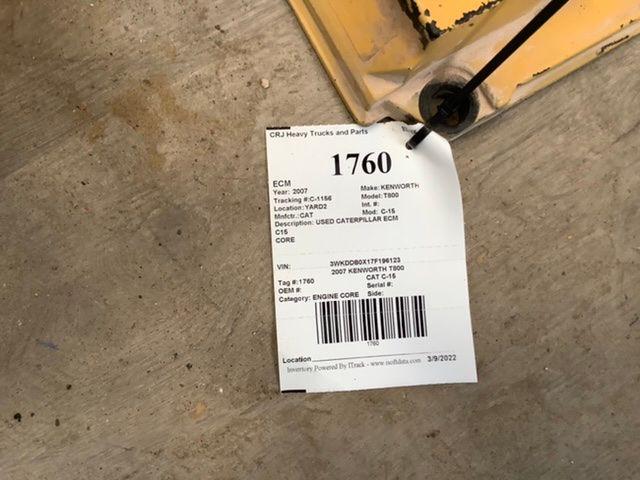 CRJ Heavy Trucks and Parts
1760
ECM
Year: 2007 Make: KENWORTH
Tracking #:C-1156 Model: T800
Location: YARD2 Int. #:
Mnfctr.: CAT Mod: C-15
Description: USED CATERPILLAR ECM
C15
CORE
VIN: 3WKDDB0X17F196123
2007 KENWORTH T800
Tag #:1760 CAT C-15
OEM #: Serial #:
Category: ENGINE CORE Side:
1760
Location
3/9/2022
Inventory Powered By ITrack - www.isoftdata.com